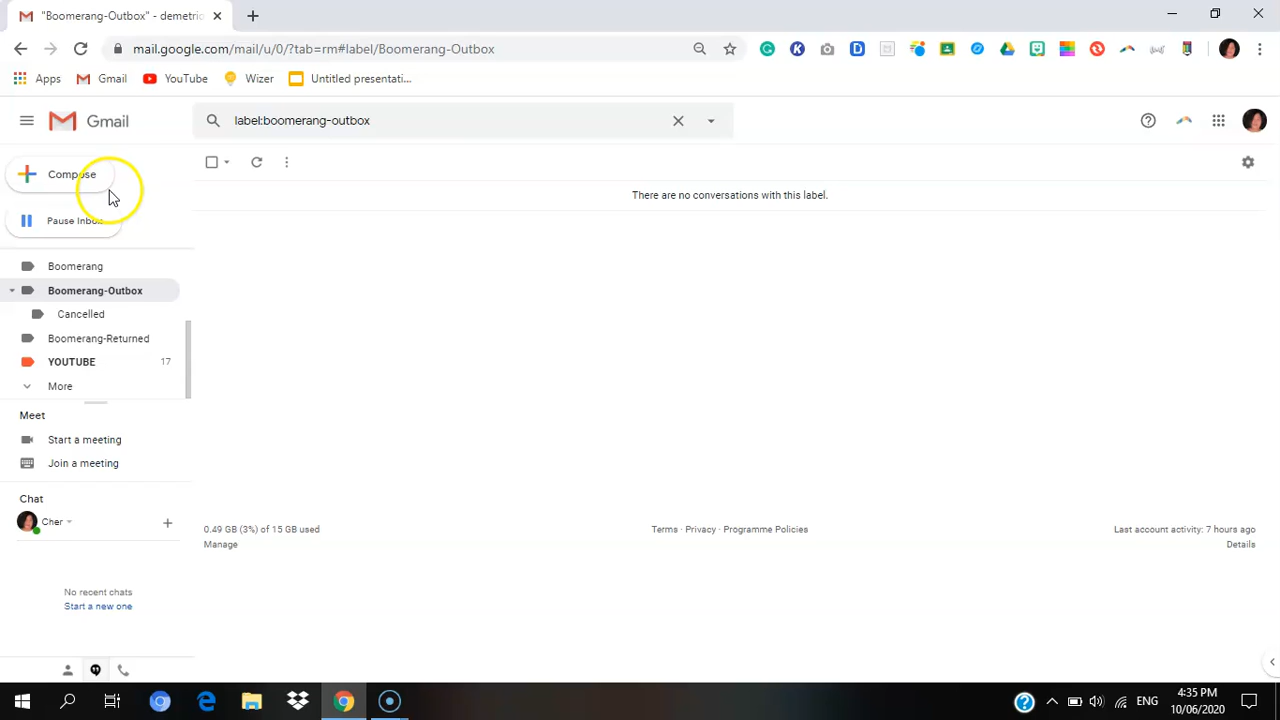 "Boomerang-Outbox" - demetrio
mail.google.com/mail/u/0/?tab=rm#label/Boomerang-Outbox
Apps Gmail YouTube Wizer Untitled presentati...
Gmail
label:boomerang-outbox
Compose
There are no conversations with this label.
Pause Inbox
Boomerang
Boomerang-Outbox
Cancelled
Boomerang-Returned
YOUTUBE 17
More
Meet
Start a meeting
Join a meeting
Chat
Cher
0.49 GB (3%) of 15 GB used
Manage
Terms · Privacy · Programme Policies
Last account activity: 7 hours ago
Details
No recent chats
Start a new one
ENG
4:35 PM
10/06/2020